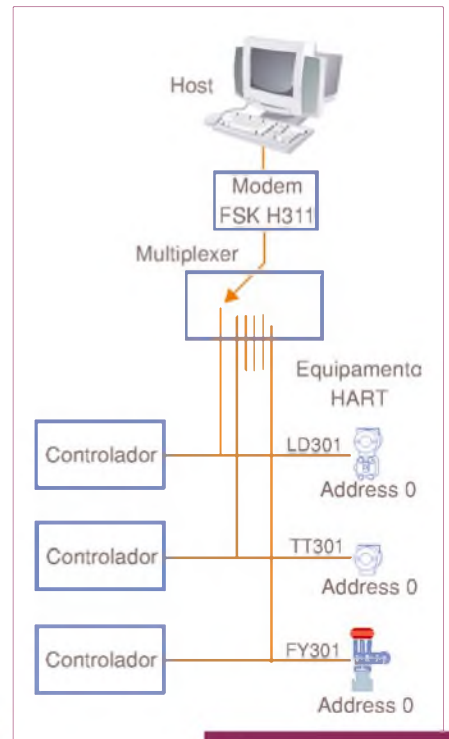 Host
Modem
FSK H311
Multiplexer
Equipamento
HART
Controlador
LD301
Address 0
Controlador
TT301
Address 0
Controlador
FY301
Address 0